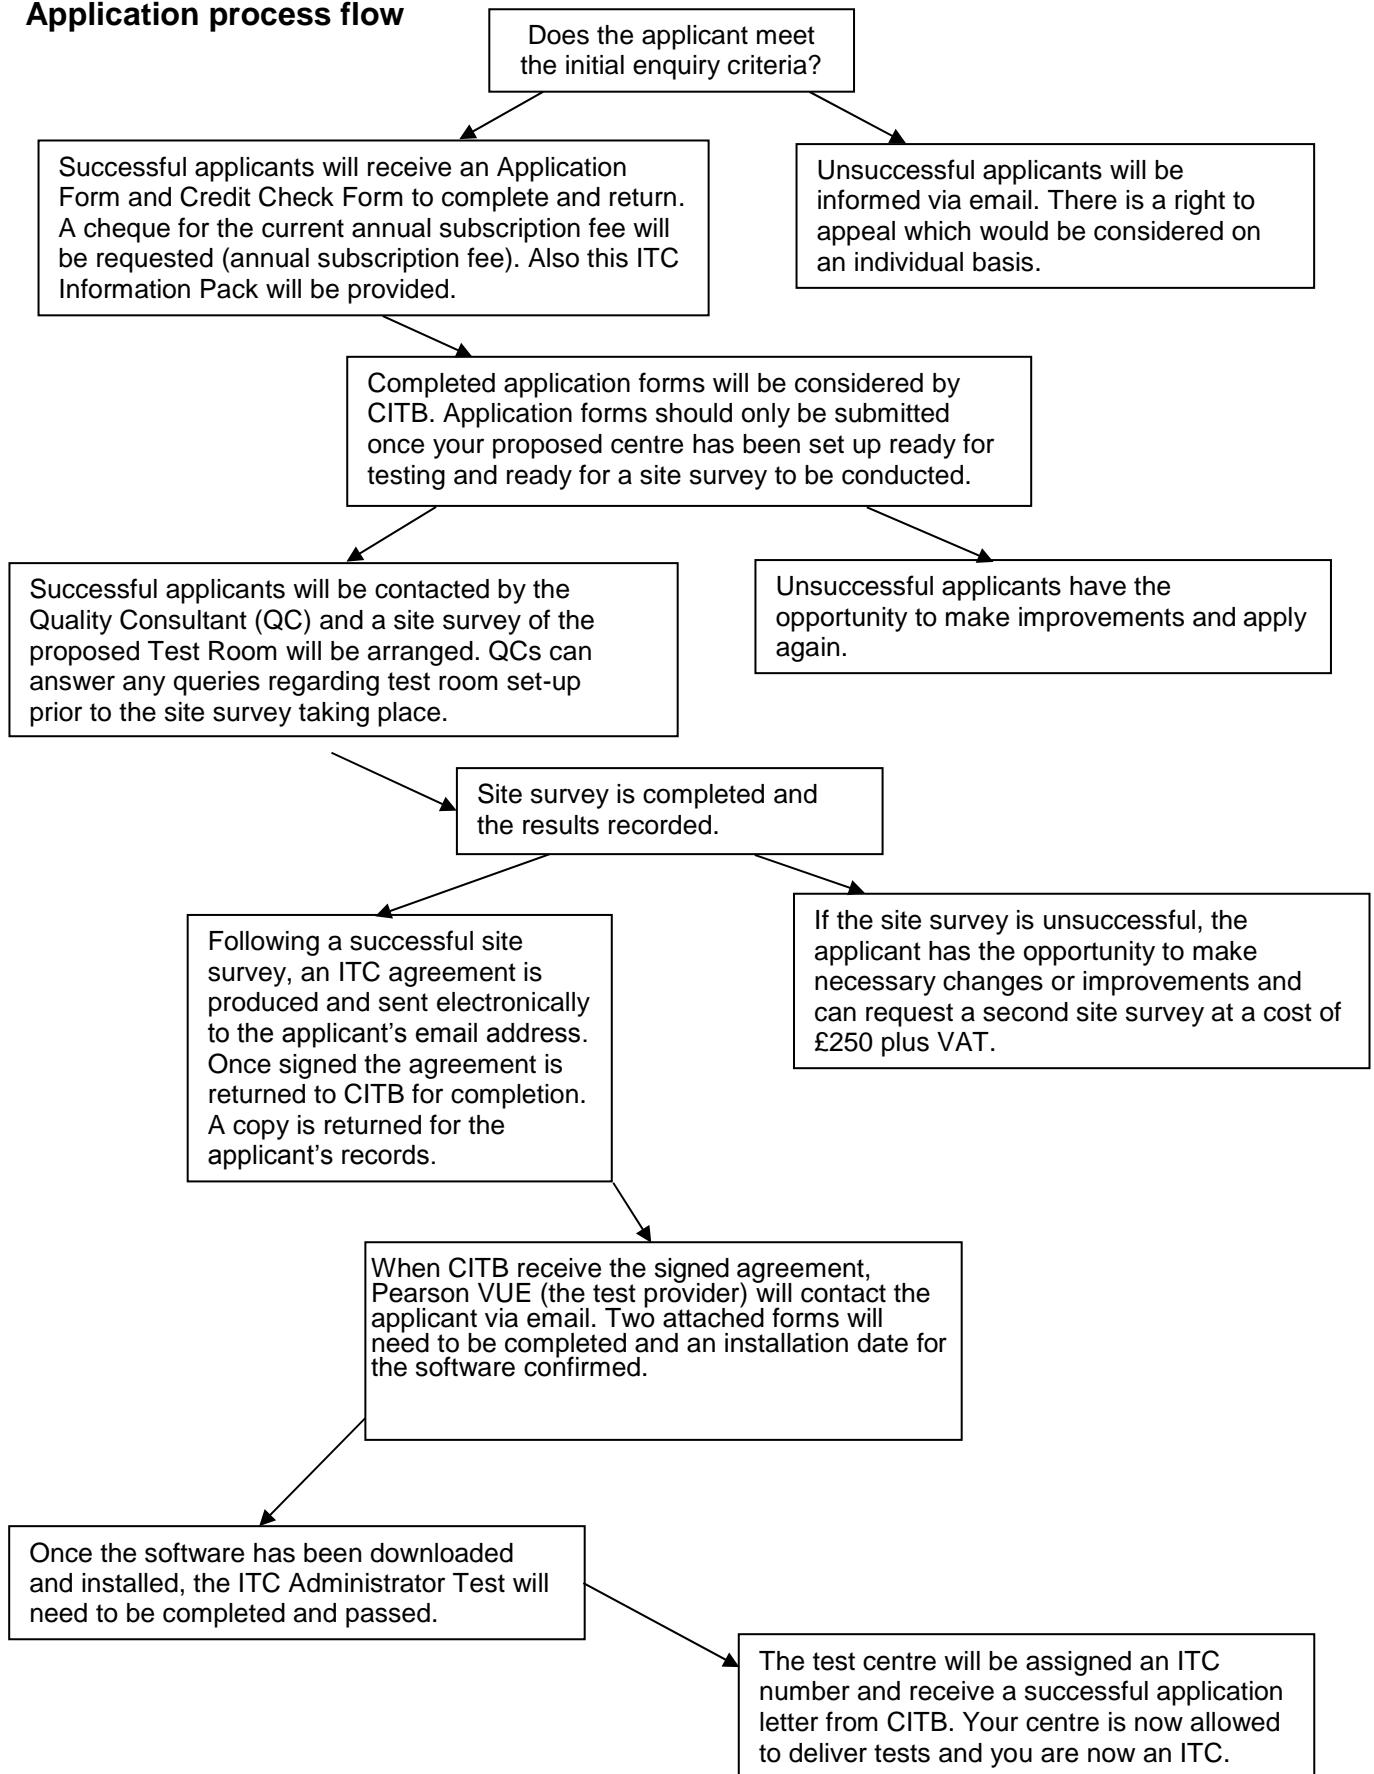 Application process flow
Does the applicant meet
the initial enquiry criteria?
Successful applicants will receive an Application
Form and Credit Check Form to complete and return.
A cheque for the current annual subscription fee will
be requested (annual subscription fee). Also this ITC
Information Pack will be provided.
Unsuccessful applicants will be
informed via email. There is a right to
appeal which would be considered on
an individual basis.
Completed application forms will be considered by
CITB. Application forms should only be submitted
once your proposed centre has been set up ready for
testing and ready for a site survey to be conducted.
Successful applicants will be contacted by the
Quality Consultant (QC) and a site survey of the
proposed Test Room will be arranged. QCs can
answer any queries regarding test room set-up
prior to the site survey taking place.
Unsuccessful applicants have the
opportunity to make improvements and apply
again.
Site survey is completed and
the results recorded.
Following a successful site
survey, an ITC agreement is
produced and sent electronically
to the applicant’s email address.
Once signed the agreement is
returned to CITB for completion.
A copy is returned for the
applicant’s records.
If the site survey is unsuccessful, the
applicant has the opportunity to make
necessary changes or improvements and
can request a second site survey at a cost of
£250 plus VAT.
When CITB receive the signed agreement,
Pearson VUE (the test provider) will contact the
applicant via email. Two attached forms will
need to be completed and an installation date for
the software confirmed.
Once the software has been downloaded
and installed, the ITC Administrator Test will
need to be completed and passed.
The test centre will be assigned an ITC
number and receive a successful application
letter from CITB. Your centre is now allowed
to deliver tests and you are now an ITC.